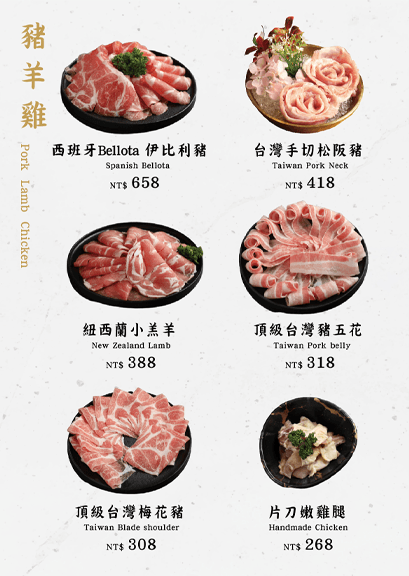 豬羊雞
Pork Lamb Chicken
西班牙Bellota 伊比利豬
Spanish Bellota
NT$ 658
台灣手切松阪豬
Taiwan Pork Neck
NT$ 418
紐西蘭小羔羊
New Zealand Lamb
NT$ 388
頂級台灣豬五花
Taiwan Pork belly
NT$ 318
頂級台灣梅花豬
Taiwan Blade shoulder
NT$ 308
片刀嫩雞腿
Handmade Chicken
NT$ 268